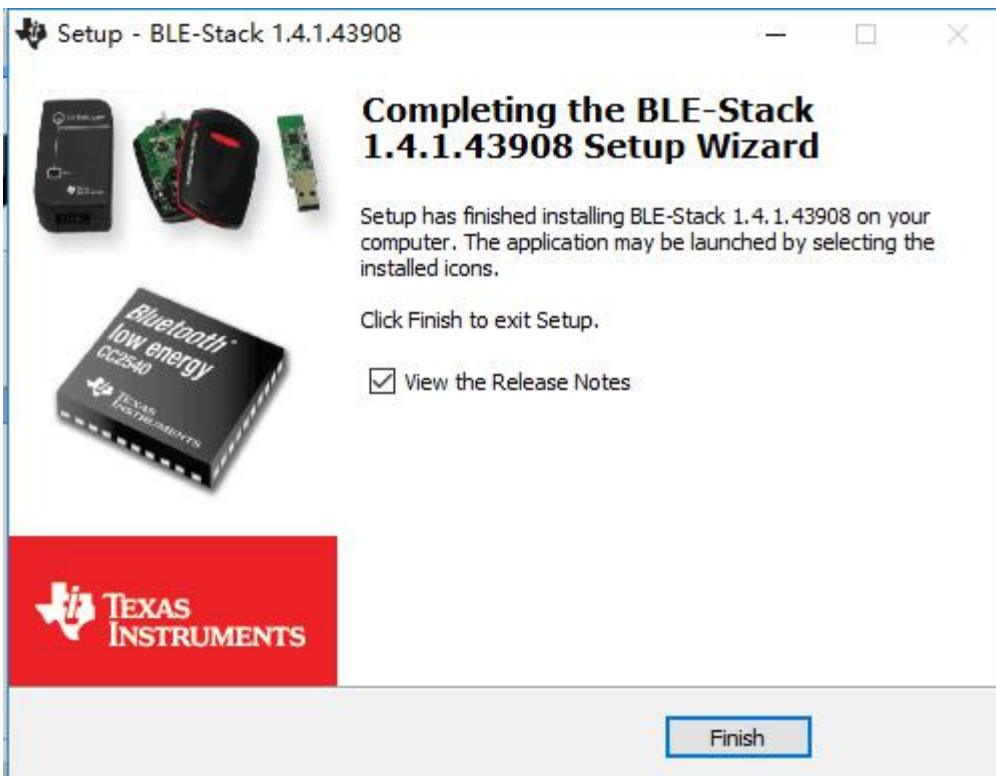 Setup - BLE-Stack 1.4.1.43908
Completing the BLE-Stack
1.4.1.43908 Setup Wizard
Setup has finished installing BLE-Stack 1.4.1.43908 on your
computer. The application may be launched by selecting the
installed icons.
Click Finish to exit Setup.
View the Release Notes
Bluetooth
low energy
CC2540
TEXAS
INSTRUMENTS
TEXAS
INSTRUMENTS
Finish